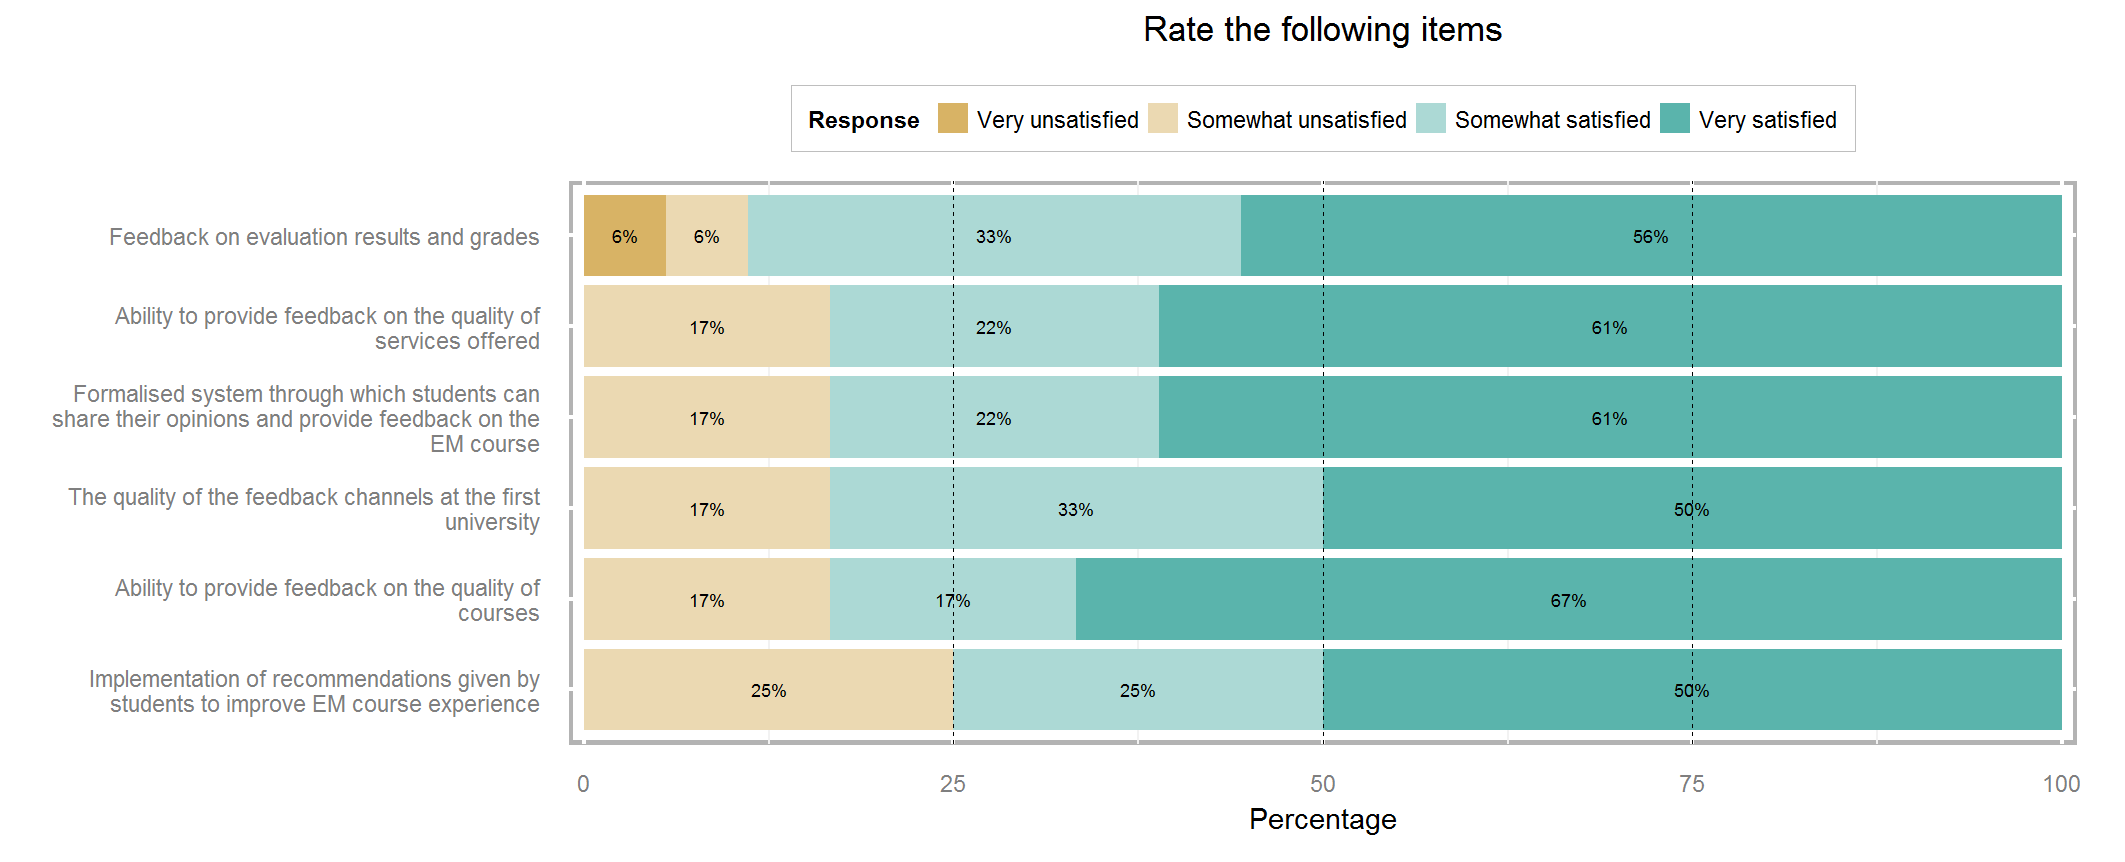 Rate the following items
Response Very unsatisfied Somewhat unsatisfied Somewhat satisfied Very satisfied
Feedback on evaluation results and grades
6% 6% 33% 56%
Ability to provide feedback on the quality of
services offered
17% 22% 61%
Formalised system through which students can
share their opinions and provide feedback on the
EM course
17% 22% 61%
The quality of the feedback channels at the first
university
17% 33% 50%
Ability to provide feedback on the quality of
courses
17% 17% 67%
Implementation of recommendations given by
students to improve EM course experience
25% 25% 50%
0 25 50 75 100
Percentage